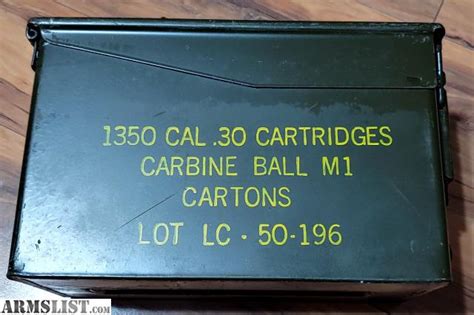 1350 CAL .30 CARTRIDGES
CARBINE BALL M1
CARTONS
LOT LC - 50-196
ARMSLIST.com